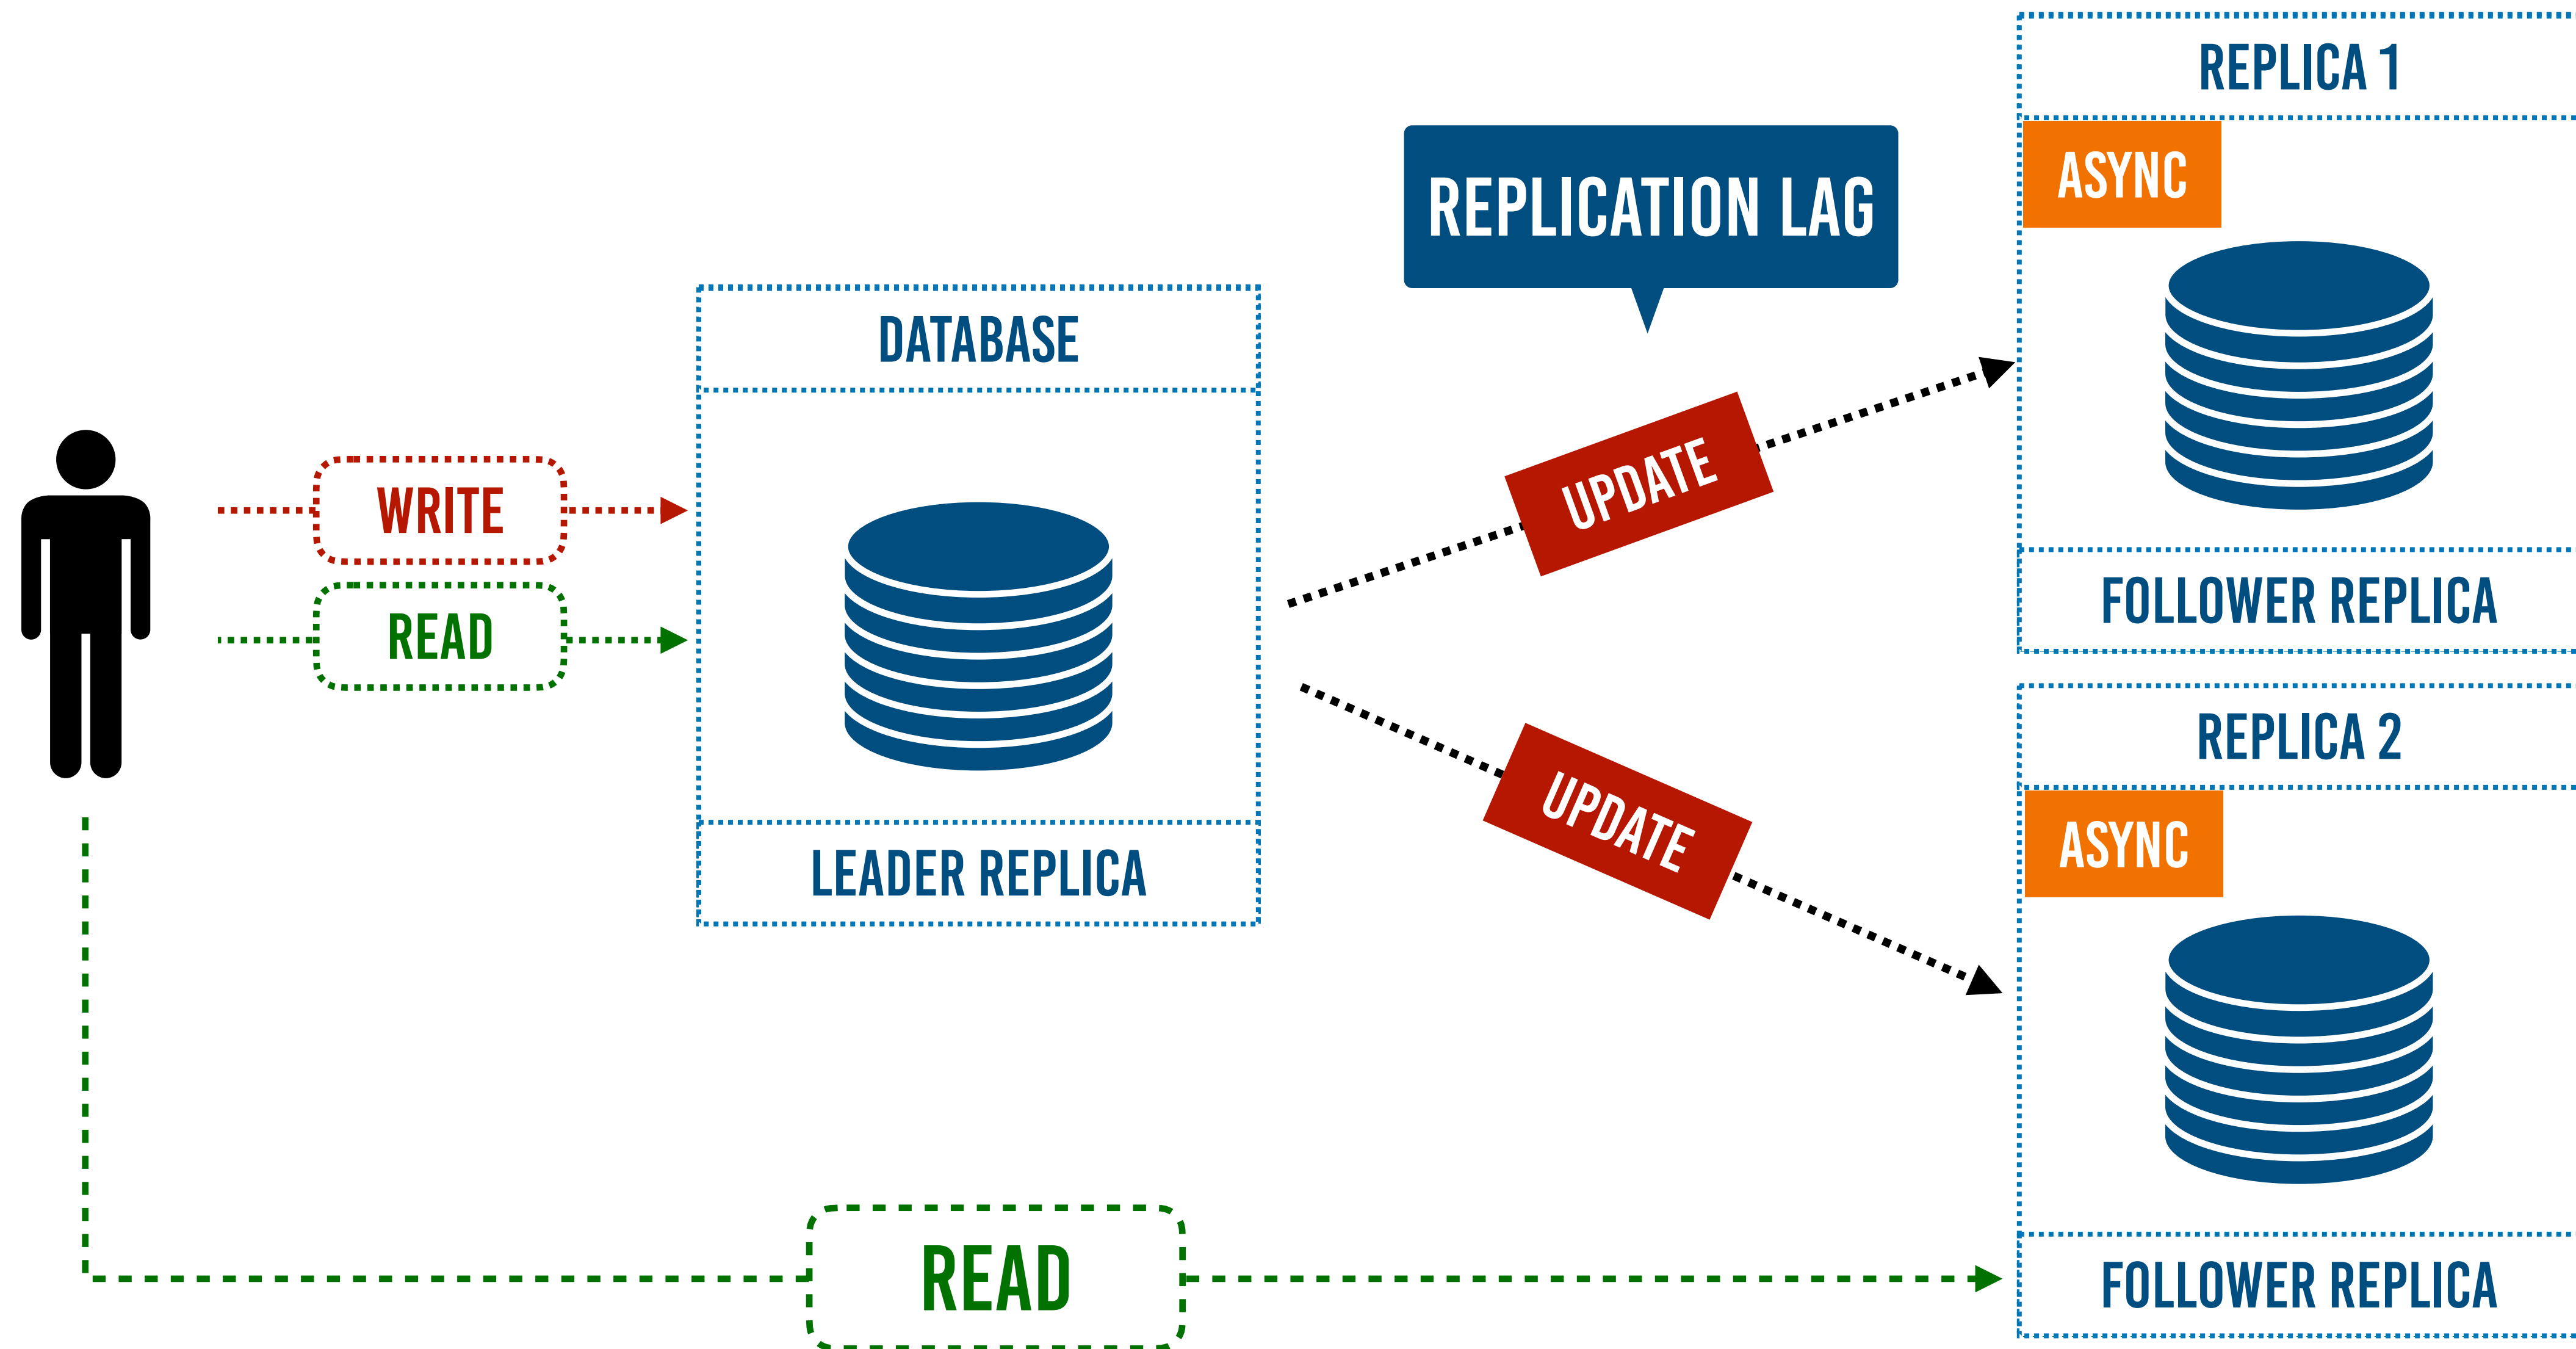 REPLICA 1
ASYNC
REPLICATION LAG
DATABASE
WRITE
UPDATE
READ
FOLLOWER REPLICA
REPLICA 2
UPDATE
ASYNC
LEADER REPLICA
READ
FOLLOWER REPLICA